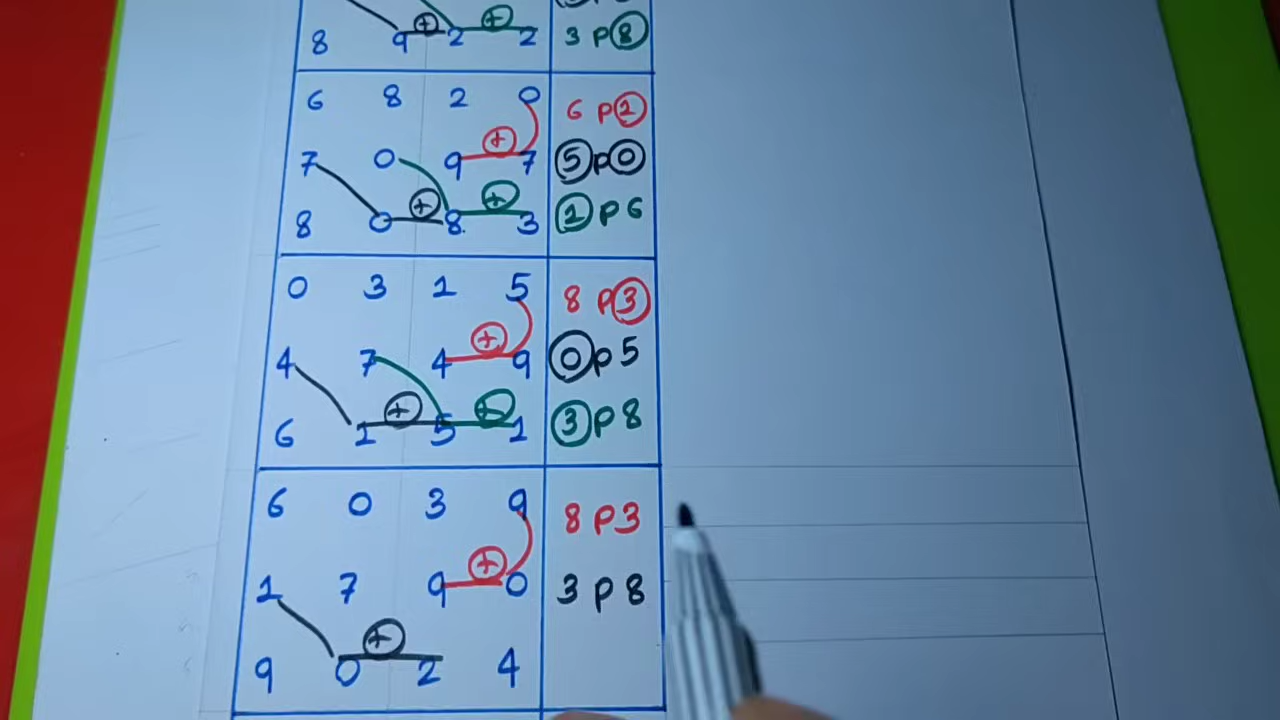 8 9 + 2 + 2 3 P 8
6 8 2 0 6 P 1
+
7 0 9 7 5 P 0
+ +
8 0 8 3 1 P 6
0 3 1 5 8 P 3
+
4 7 4 9 0 P 5
+ +
6 1 5 1 3 P 8
6 0 3 9 8 P 3
+
1 7 9 0 3 P 8
+
9 0 2 4